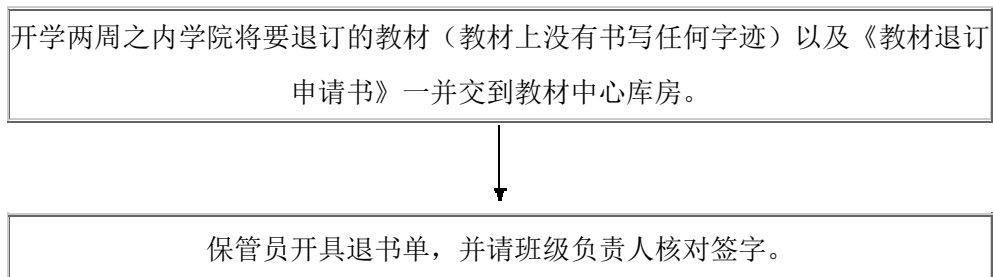 开学两周之内学院将要退订的教材（教材上没有书写任何字迹）以及《教材退订
申请书》一并交到教材中心库房。
保管员开具退书单，并请班级负责人核对签字。